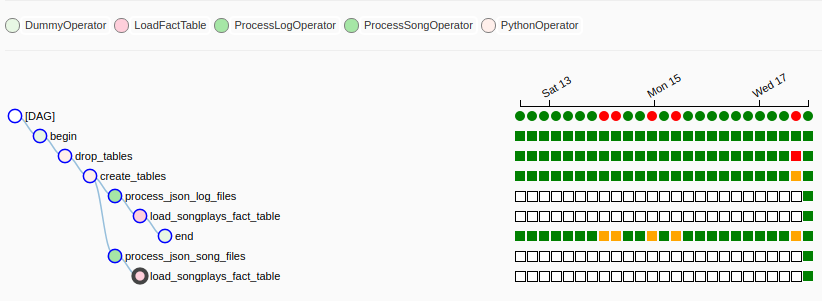 DummyOperator LoadFactTable ProcessLogOperator ProcessSongOperator PythonOperator
Sat 13 Mon 15 Wed 17
[DAG]
begin
drop_tables
create_tables
process_json_log_files
load_songplays_fact_table
end
process_json_song_files
load_songplays_fact_table